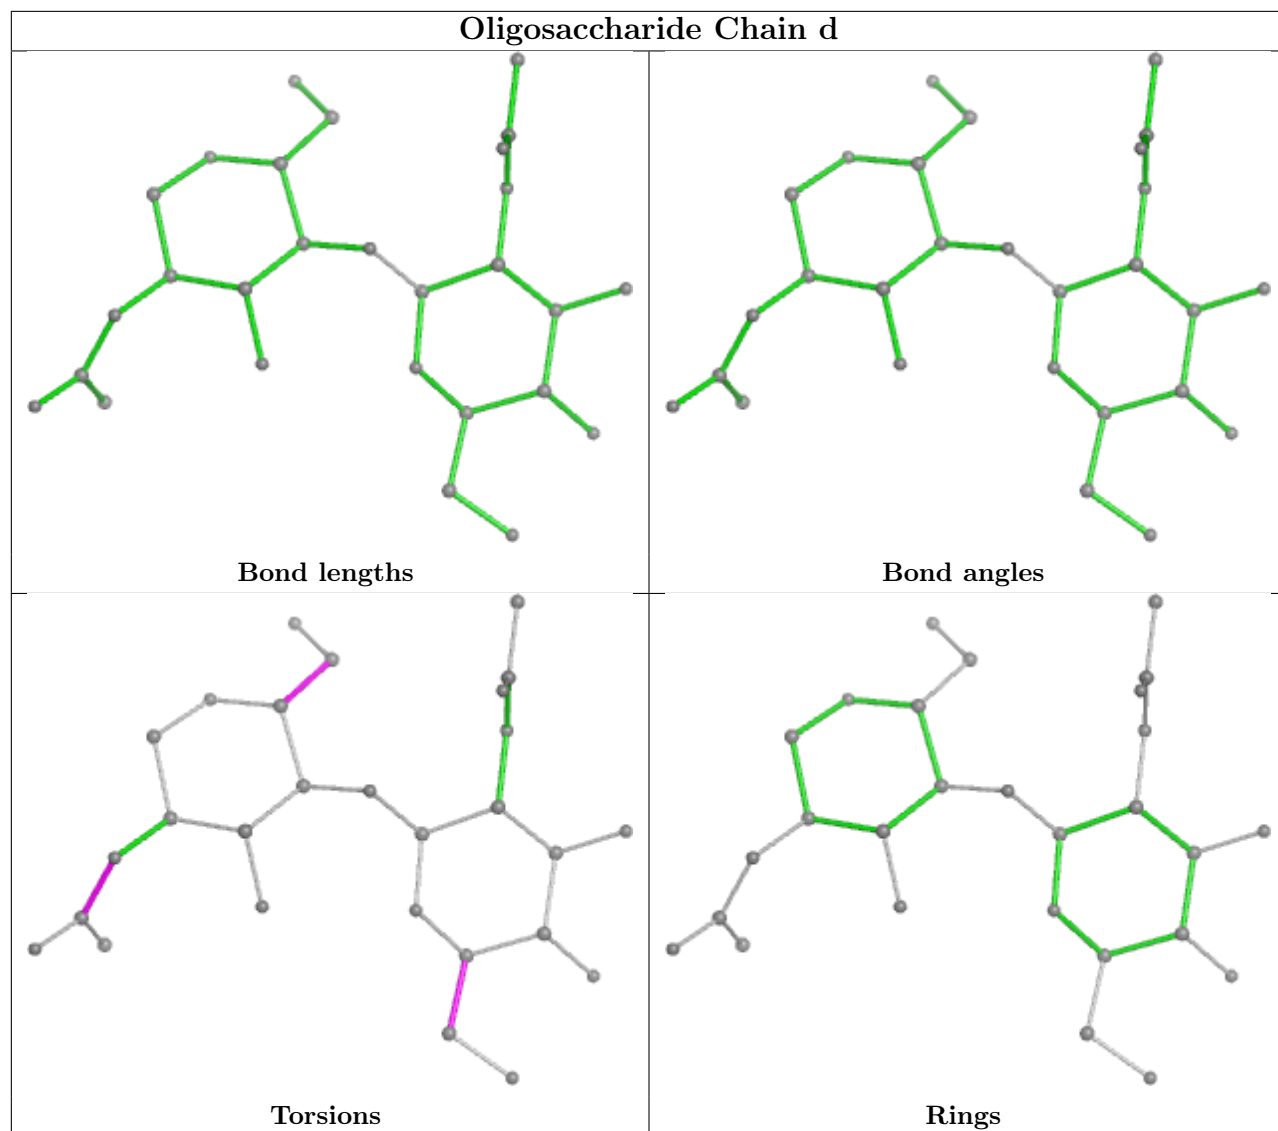 Oligosaccharide Chain d
Bond lengths
Bond angles
Torsions
Rings